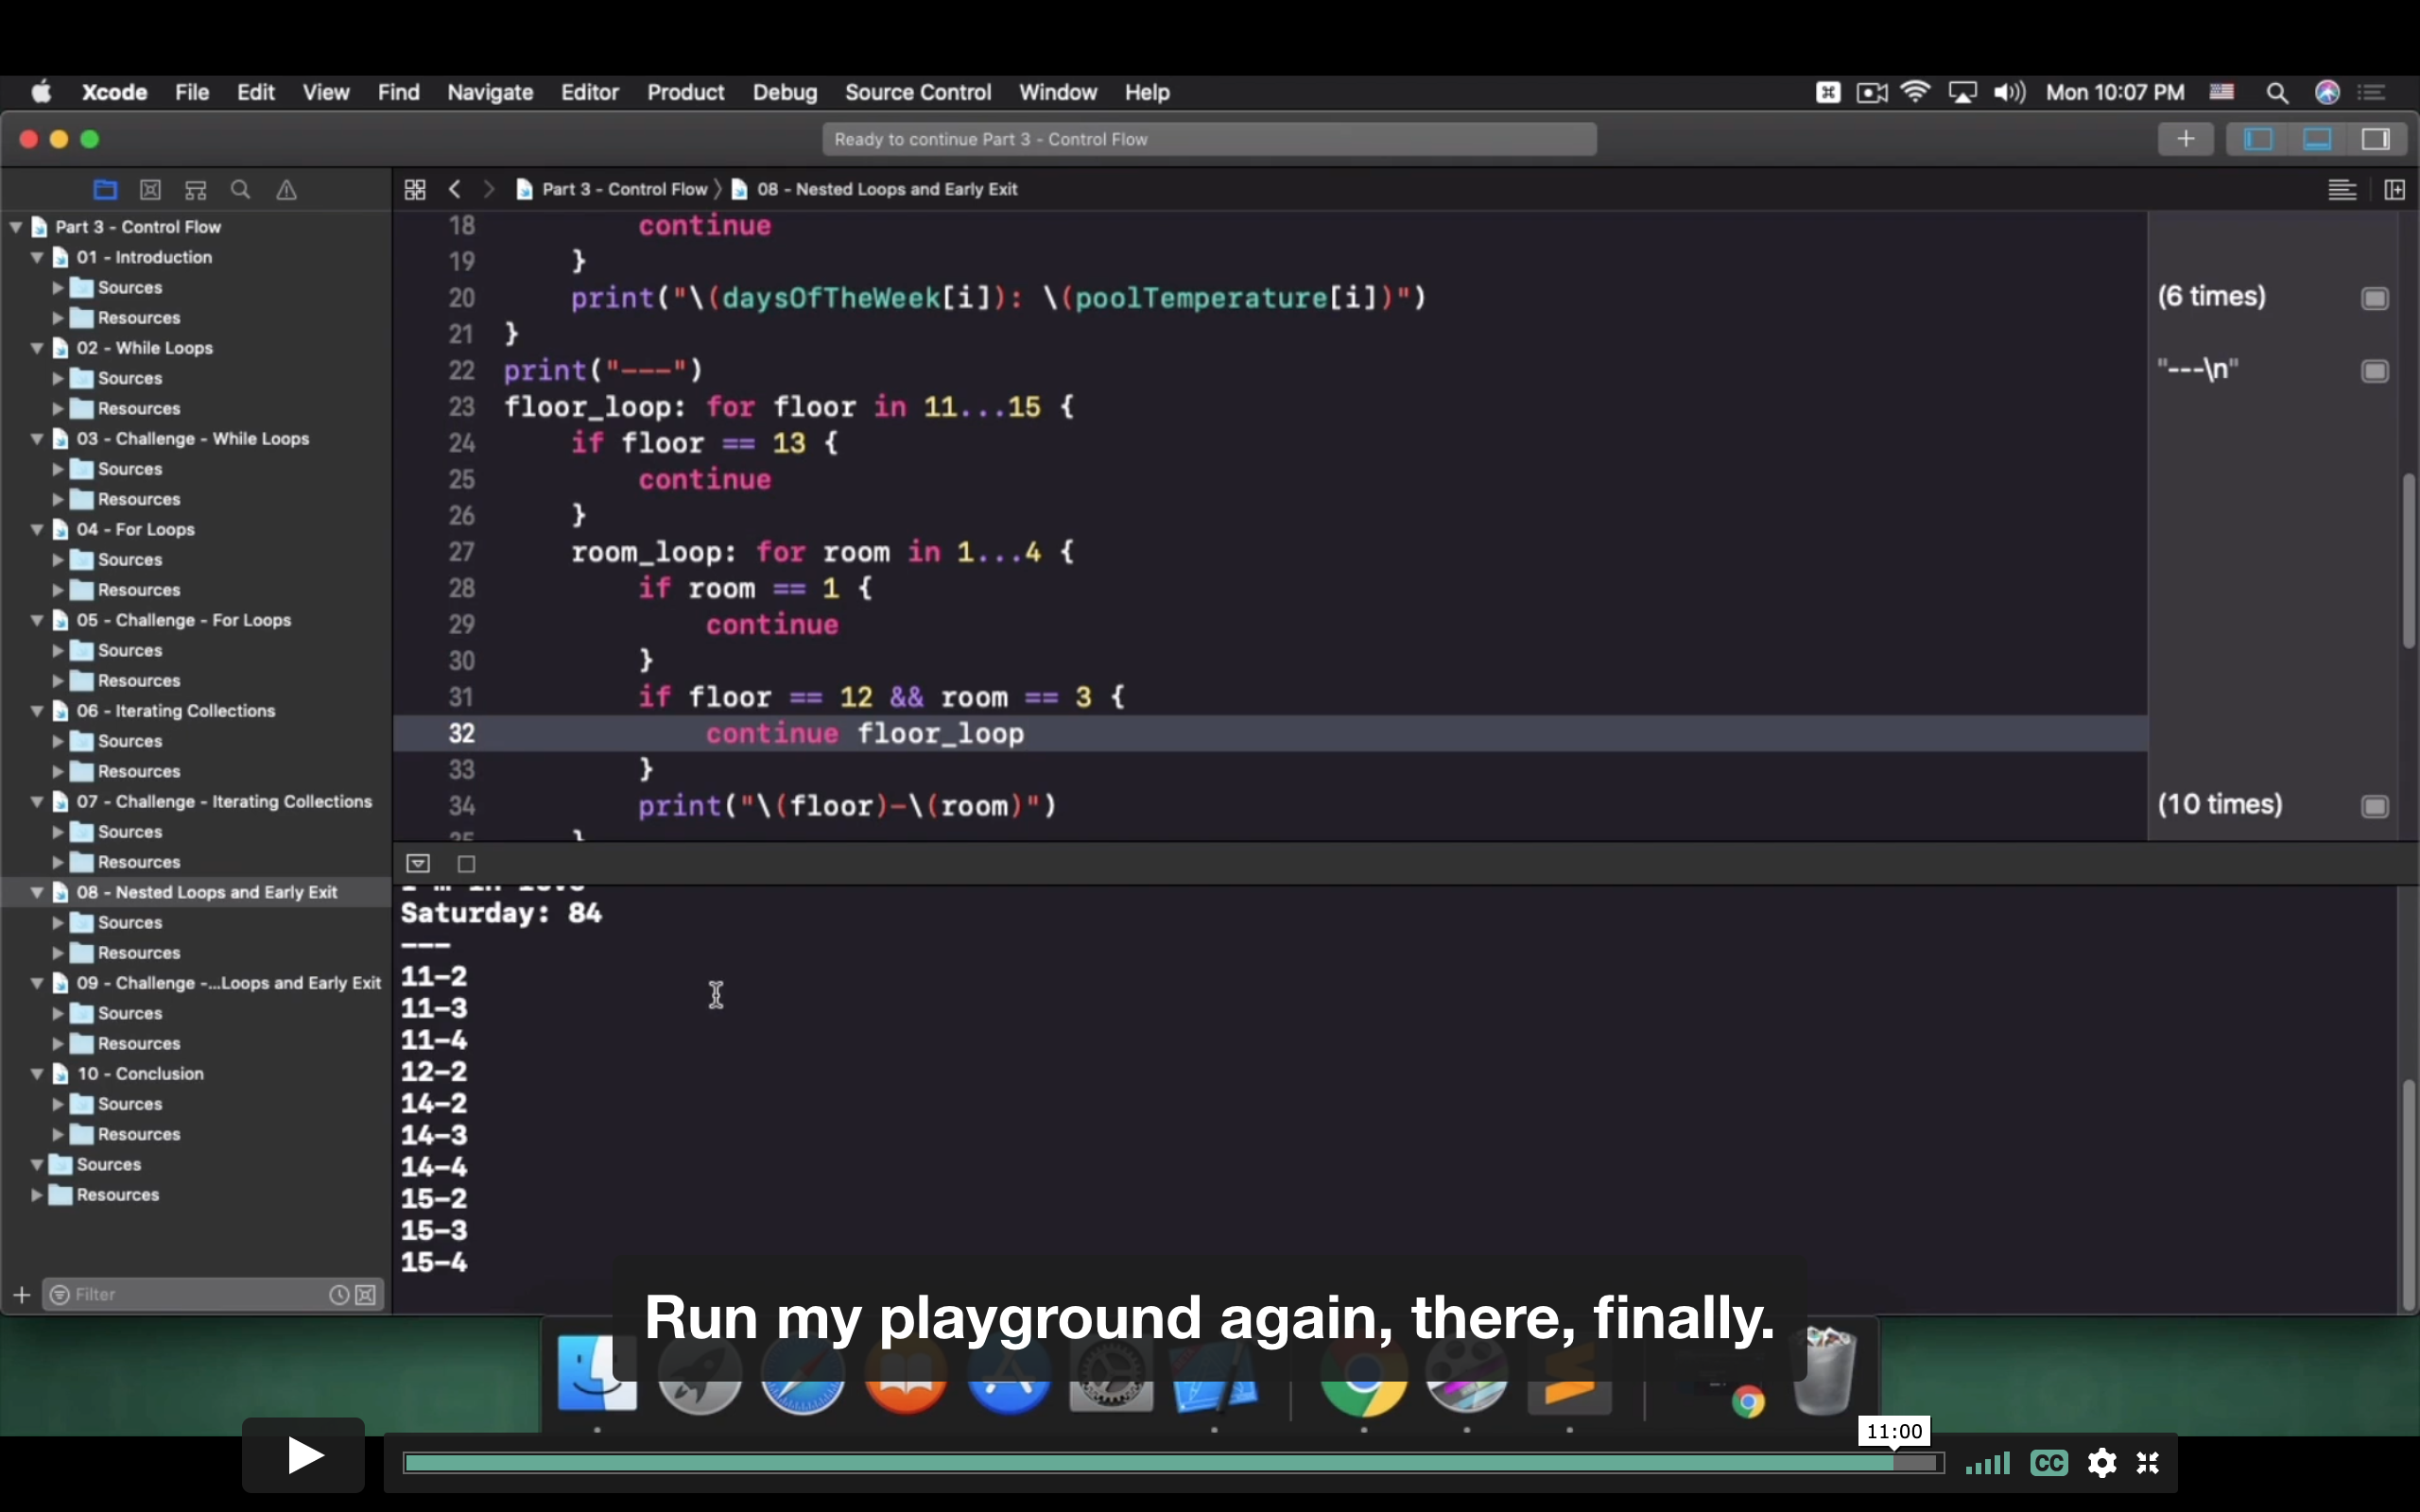 Xcode File Edit View Find Navigate Editor Product Debug Source Control Window Help Mon 10:07 PM
Ready to continue Part 3 - Control Flow
Part 3 - Control Flow 08 - Nested Loops and Early Exit
Part 3 - Control Flow
01 - Introduction
Sources
Resources
02 - While Loops
Sources
Resources
03 - Challenge - While Loops
Sources
Resources
04 - For Loops
Sources
Resources
05 - Challenge - For Loops
Sources
Resources
06 - Iterating Collections
Sources
Resources
07 - Challenge - Iterating Collections
Sources
Resources
08 - Nested Loops and Early Exit
Sources
Resources
09 - Challenge -...Loops and Early Exit
Sources
Resources
10 - Conclusion
Sources
Resources
Sources
Resources
Filter
18 continue
19 }
20 print("\(daysOfTheWeek[i]): \(poolTemperature[i])")
21 }
22 print("---")
23 floor_loop: for floor in 11...15 {
24 if floor == 13 {
25 continue
26 }
27 room_loop: for room in 1...4 {
28 if room == 1 {
29 continue
30 }
31 if floor == 12 && room == 3 {
32 continue floor_loop
33 }
34 print("\(floor)-\(room)")
(6 times)
"---\n"
(10 times)
Saturday: 84
---
11-2
11-3
11-4
12-2
14-2
14-3
14-4
15-2
15-3
15-4
Run my playground again, there, finally.
11:00
CC